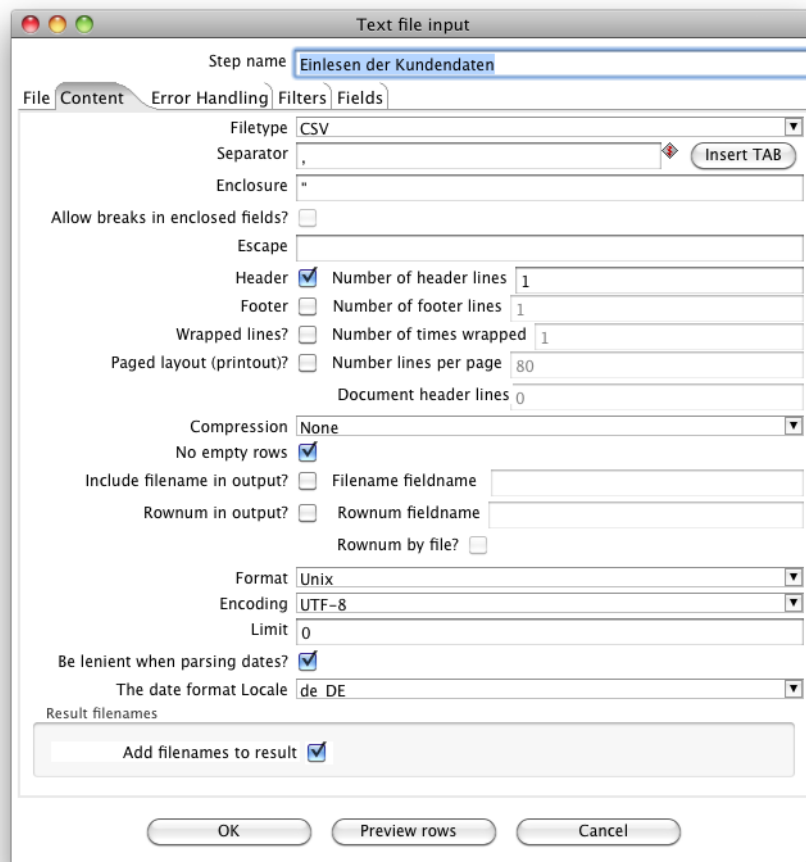 Text file input
Step name Einlesen der Kundendaten
File Content Error Handling Filters Fields
Filetype CSV
Separator , $ Insert TAB
Enclosure "
Allow breaks in enclosed fields?
Escape
Header Number of header lines 1
Footer Number of footer lines 1
Wrapped lines? Number of times wrapped 1
Paged layout (printout)? Number lines per page 80
Document header lines 0
Compression None
No empty rows
Include filename in output? Filename fieldname
Rownum in output? Rownum fieldname
Rownum by file?
Format Unix
Encoding UTF-8
Limit 0
Be lenient when parsing dates?
The date format Locale de_DE
Result filenames
Add filenames to result
OK Preview rows Cancel